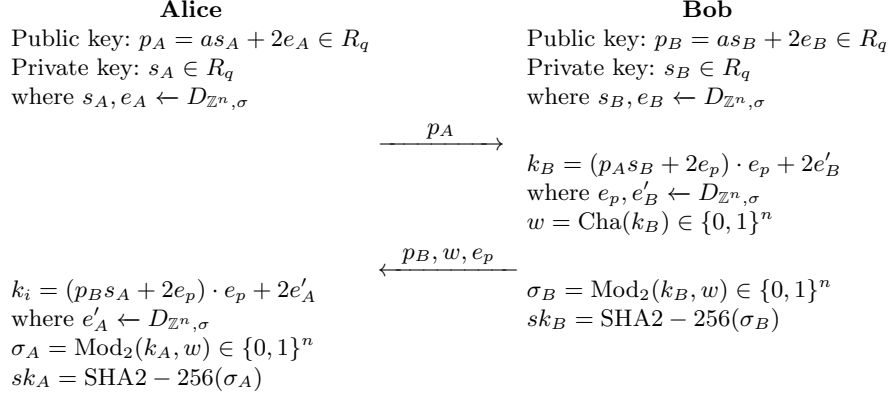 Alice Bob
Public key: p_A = as_A + 2e_A ∈ R_q Public key: p_B = as_B + 2e_B ∈ R_q
Private key: s_A ∈ R_q Private key: s_B ∈ R_q
where s_A, e_A ← D_{ℤ^n,σ} where s_B, e_B ← D_{ℤ^n,σ}
p_A
k_B = (p_A s_B + 2e_p) · e_p + 2e'_B
where e_p, e'_B ← D_{ℤ^n,σ}
w = Cha(k_B) ∈ {0, 1}^n
p_B, w, e_p
k_i = (p_B s_A + 2e_p) · e_p + 2e'_A σ_B = Mod_2(k_B, w) ∈ {0, 1}^n
where e'_A ← D_{ℤ^n,σ} sk_B = SHA2 − 256(σ_B)
σ_A = Mod_2(k_A, w) ∈ {0, 1}^n
sk_A = SHA2 − 256(σ_A)